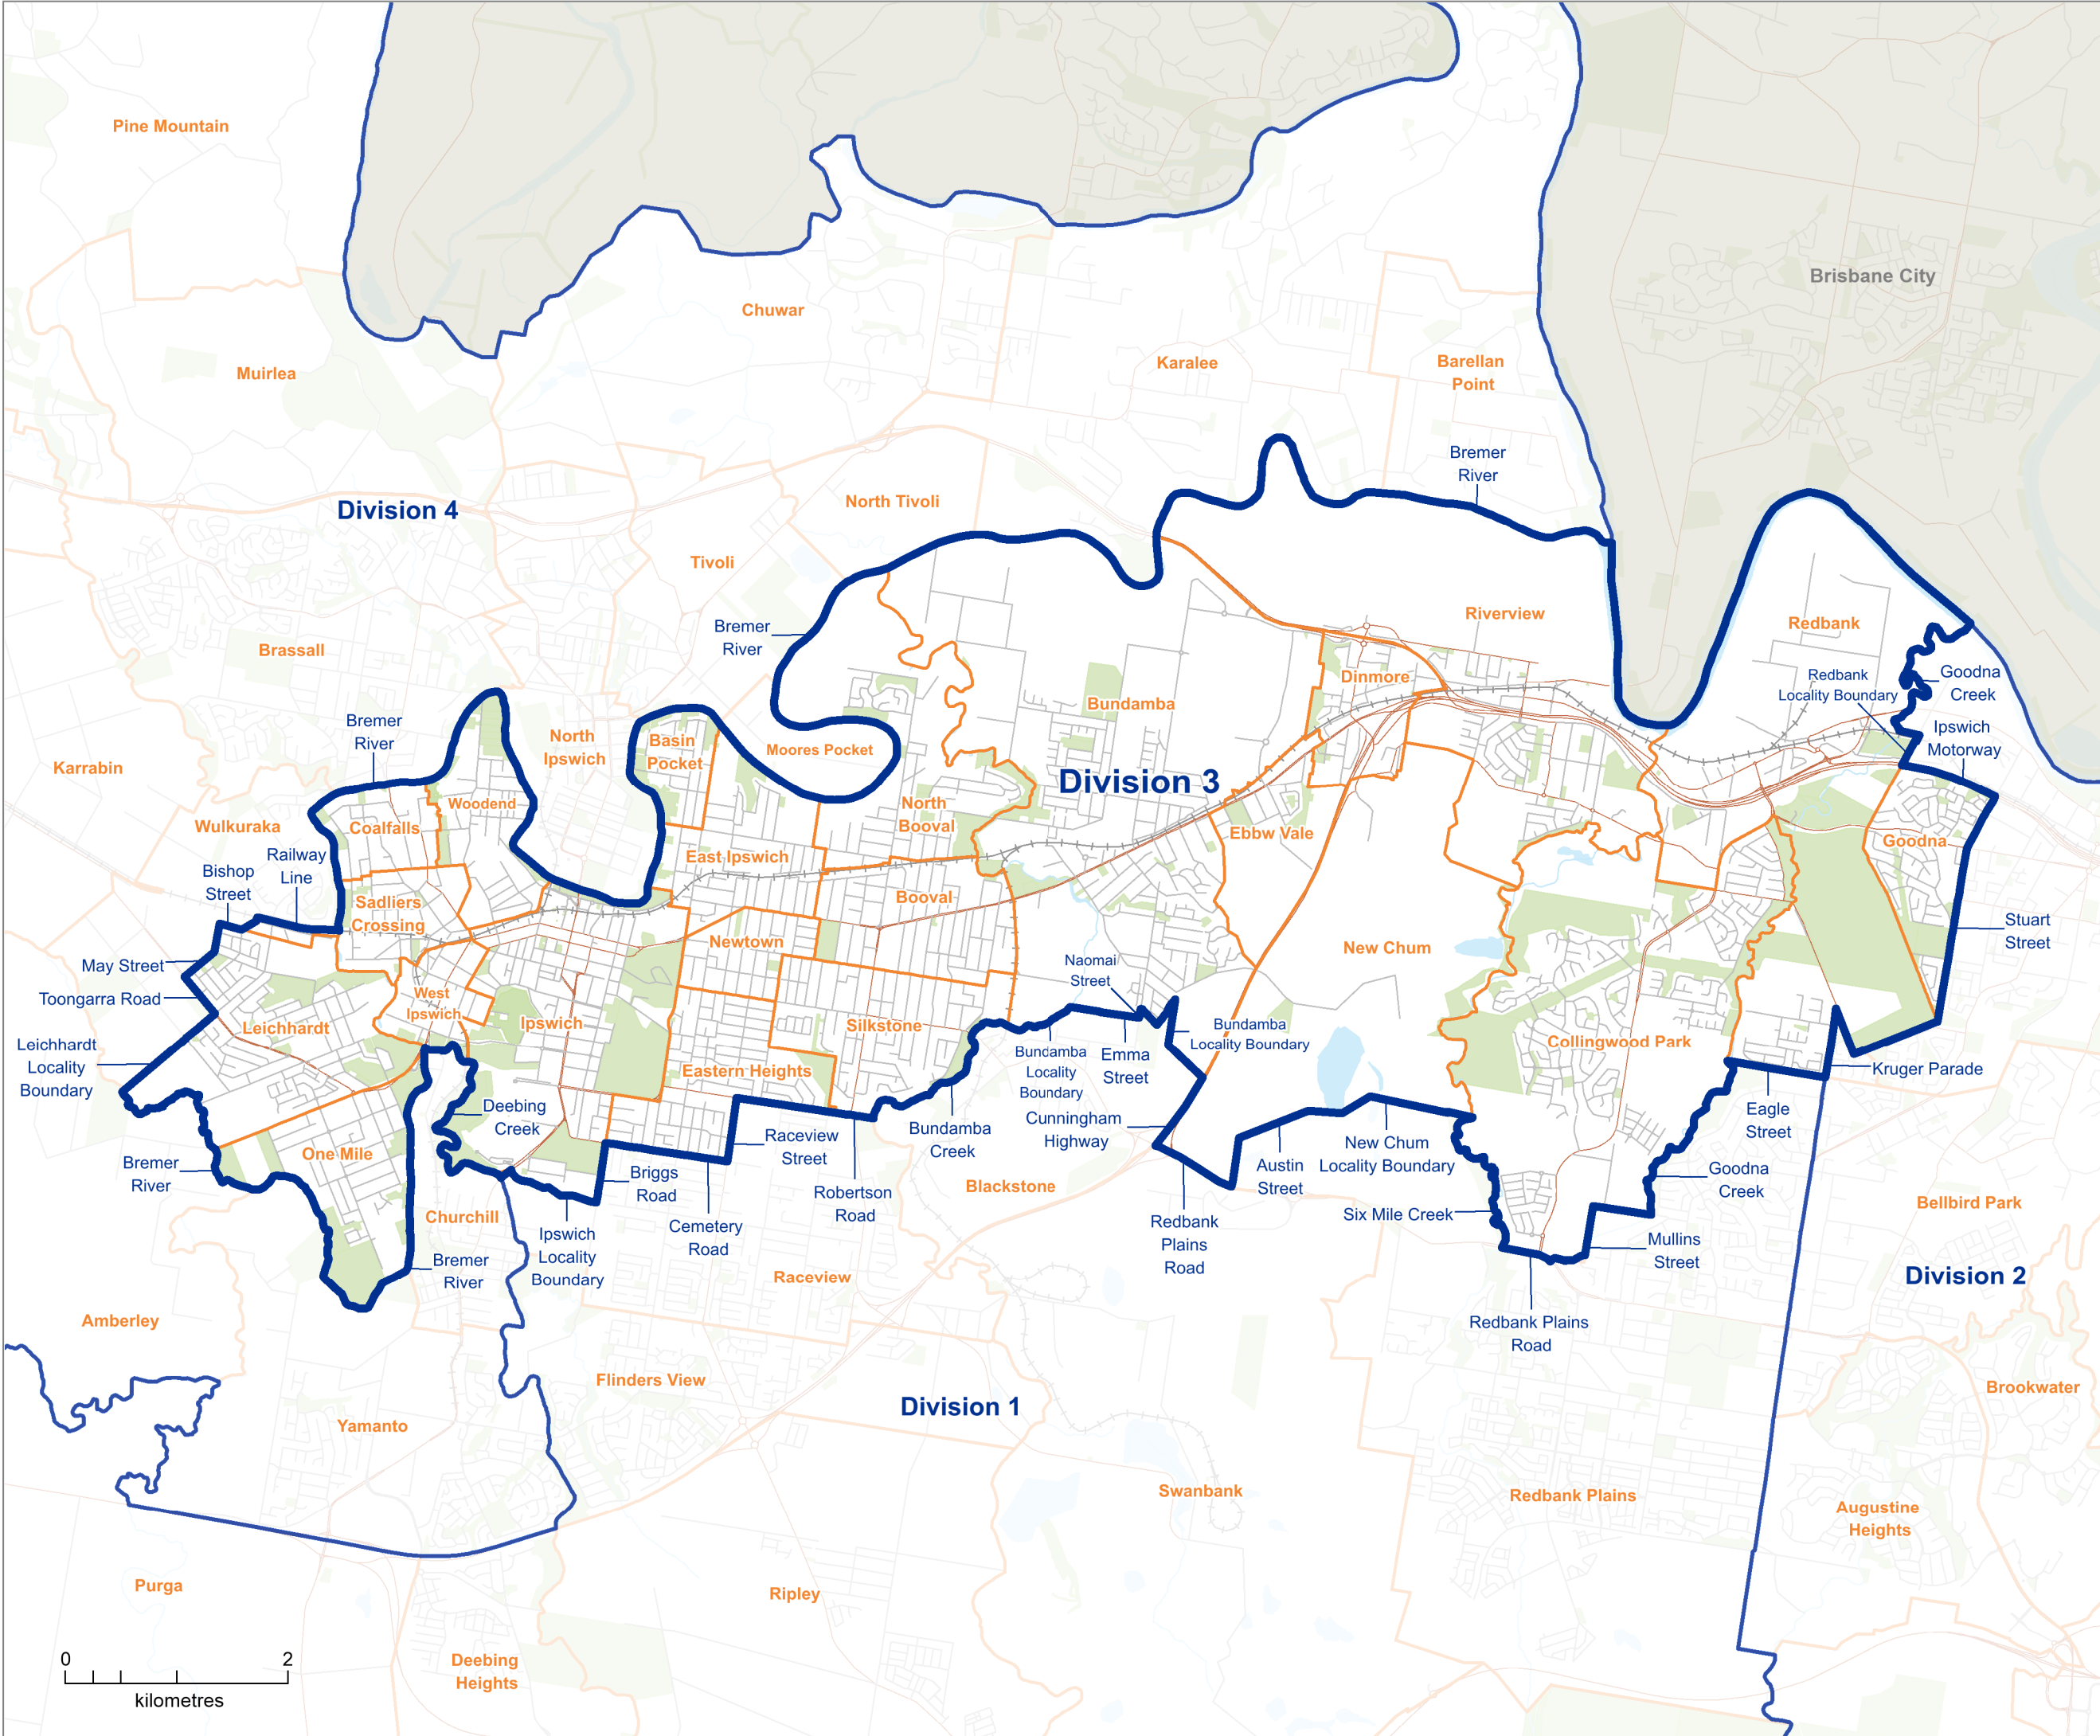 Pine Mountain
Brisbane City
Chuwar
Muirlea
Karalee
Barellan
Point
Bremer
River
Division 4
North Tivoli
Tivoli
Bremer
River
Riverview
Redbank
Brassall
Dinmore
Redbank
Locality Boundary
Goodna
Creek
Bundamba
Bremer
River
North
Ipswich
Basin
Pocket
Moores Pocket
Ipswich
Motorway
Karrabin
Division 3
Woodend
Coalfalls
Wulkuraka
North
Booval
Ebbw Vale
Goodna
Railway
Line
Bishop
Street
East Ipswich
Sadliers
Crossing
Booval
Newtown
New Chum
Stuart
Street
May Street
Toongarra Road
Naomai
Street
West
Ipswich
Leichhardt
Ipswich
Silkstone
Bundamba
Locality Boundary
Collingwood Park
Leichhardt
Locality
Boundary
Bundamba
Locality
Boundary
Emma
Street
Eastern Heights
Kruger Parade
Deebing
Creek
Cunningham
Highway
Eagle
Street
Bundamba
Creek
Raceview
Street
New Chum
Locality Boundary
One Mile
Bremer
River
Briggs
Road
Austin
Street
Goodna
Creek
Robertson
Road
Blackstone
Bellbird Park
Churchill
Six Mile Creek
Cemetery
Road
Redbank
Plains
Road
Ipswich
Locality
Boundary
Mullins
Street
Bremer
River
Raceview
Division 2
Amberley
Redbank Plains
Road
Flinders View
Brookwater
Division 1
Yamanto
Swanbank
Redbank Plains
Augustine
Heights
Purga
Ripley
Deebing
Heights
0 2
kilometres